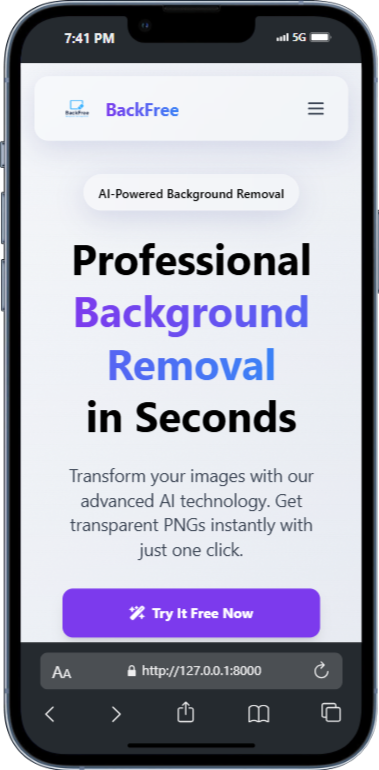 7:41 PM
5G
BackFree
BackFree
AI-Powered Background Removal
Professional
Background
Removal
in Seconds
Transform your images with our
advanced AI technology. Get
transparent PNGs instantly with
just one click.
Try It Free Now
AA
http://127.0.0.1:8000